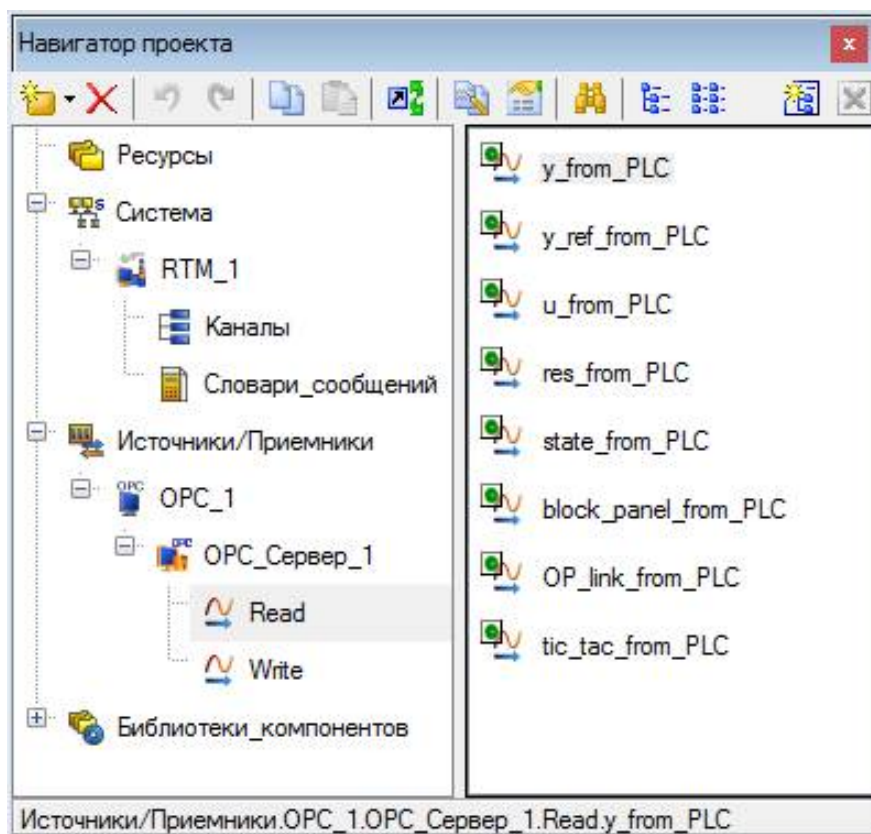 Навигатор проекта
Ресурсы
Система
RTM_1
Каналы
Словари_сообщений
Источники/Приемники
OPC
OPC_1
OPC_Сервер_1
Read
Write
Библиотеки_компонентов
y_from_PLC
y_ref_from_PLC
u_from_PLC
res_from_PLC
state_from_PLC
block_panel_from_PLC
OP_link_from_PLC
tic_tac_from_PLC
Источники/Приемники.OPC_1.OPC_Сервер_1.Read.y_from_PLC